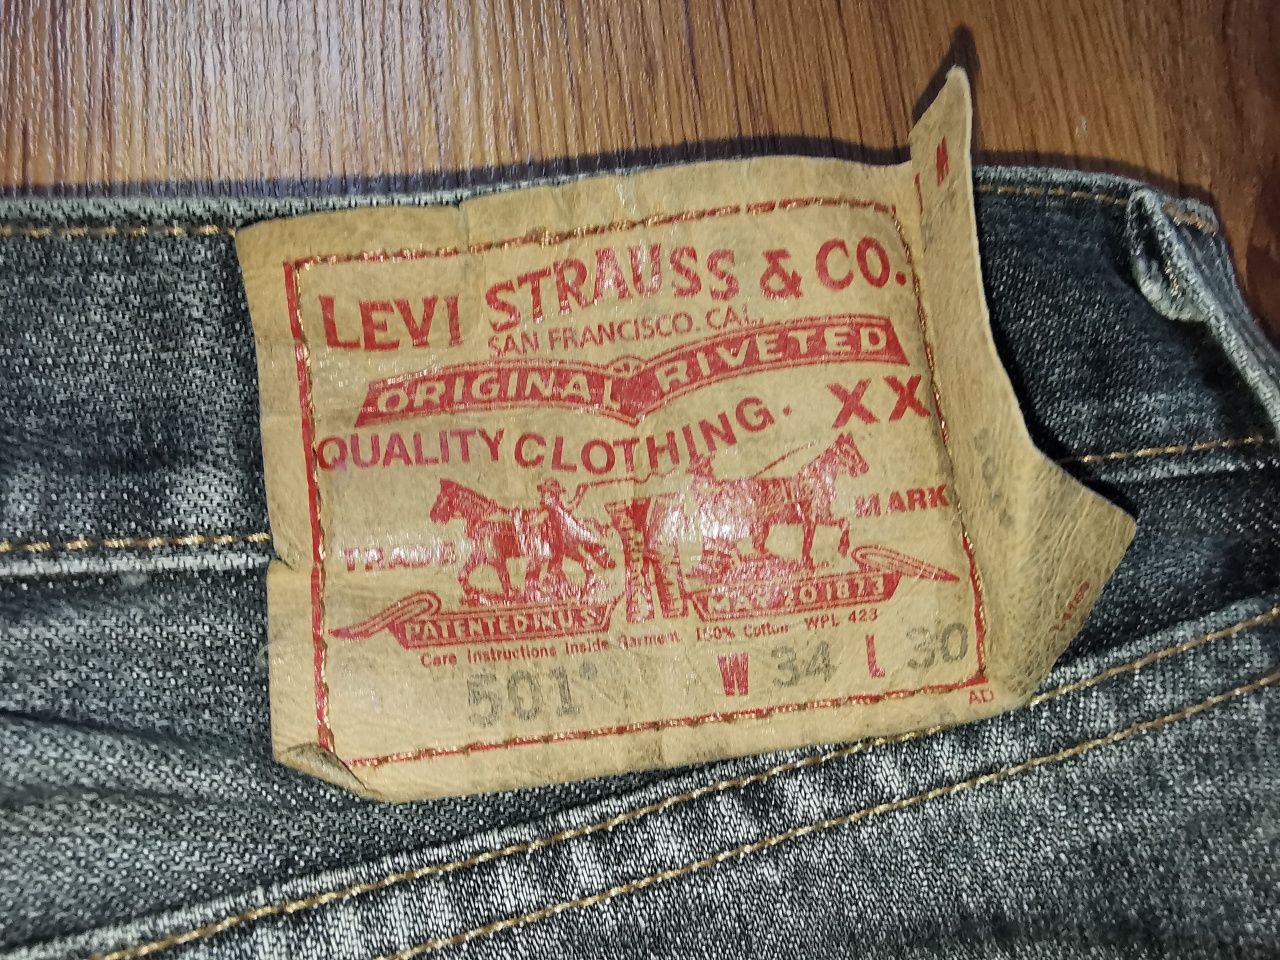 LEVI STRAUSS & CO.
SAN FRANCISCO. CAL.
ORIGINAL RIVETED
QUALITY CLOTHING. XX
TRADE MARK
PATENTED IN U.S. MAY 20 1873
Care Instructions Inside Garment 100% Cotton WPL 423
501® W 34 L 30
AD